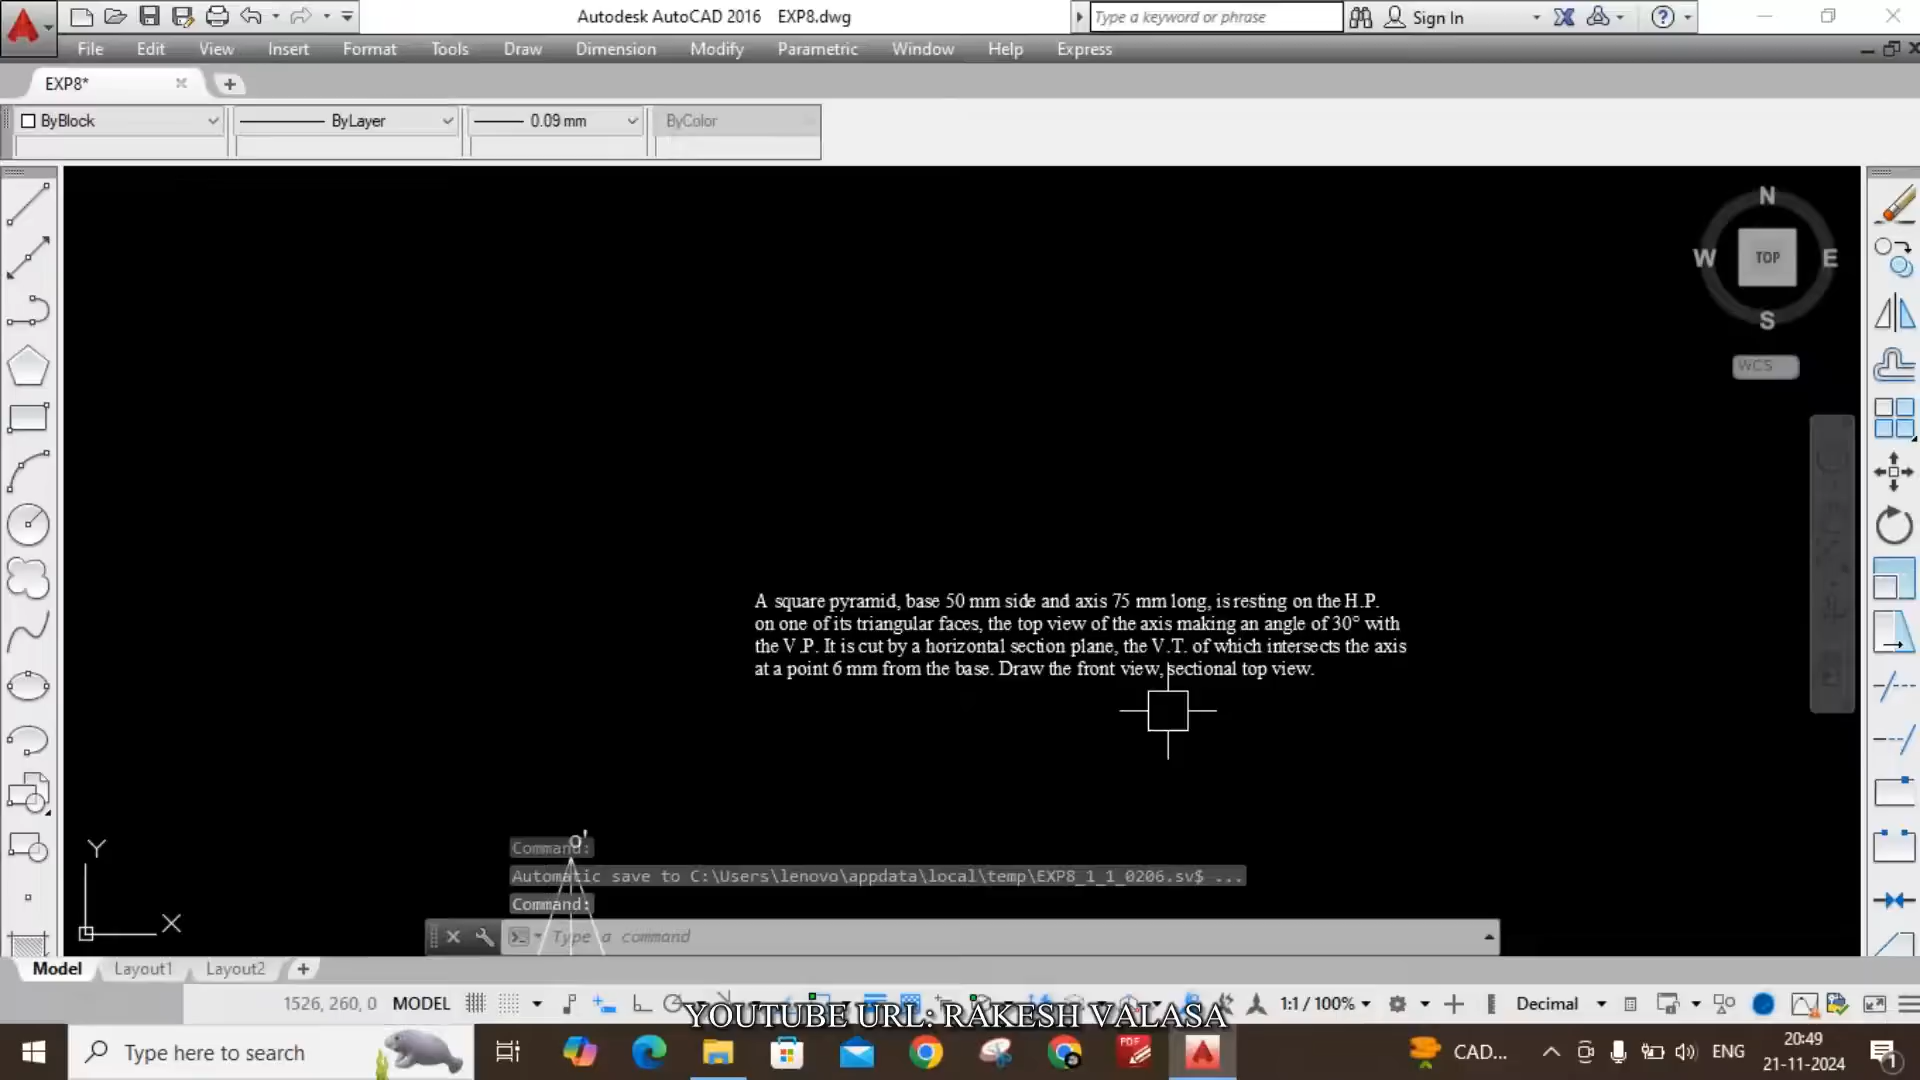 Autodesk AutoCAD 2016 EXP8.dwg
Type a keyword or phrase
Sign In
File Edit View Insert Format Tools Draw Dimension Modify Parametric Window Help Express
EXP8*
ByBlock ByLayer 0.09 mm ByColor
N
W TOP E
S
WCS
A square pyramid, base 50 mm side and axis 75 mm long, is resting on the H.P.
on one of its triangular faces, the top view of the axis making an angle of 30° with
the V.P. It is cut by a horizontal section plane, the V.T. of which intersects the axis
at a point 6 mm from the base. Draw the front view, sectional top view.
o'
Command:
Automatic save to C:\Users\lenovo\appdata\local\temp\EXP8_1_1_0206.sv$ ...
Command:
Type a command
Y
X
Model Layout1 Layout2
1526, 260, 0 MODEL 1:1 / 100% Decimal
YOUTUBE URL: RAKESH VALASA
Type here to search
PDF
CAD...
ENG
20:49
21-11-2024
1